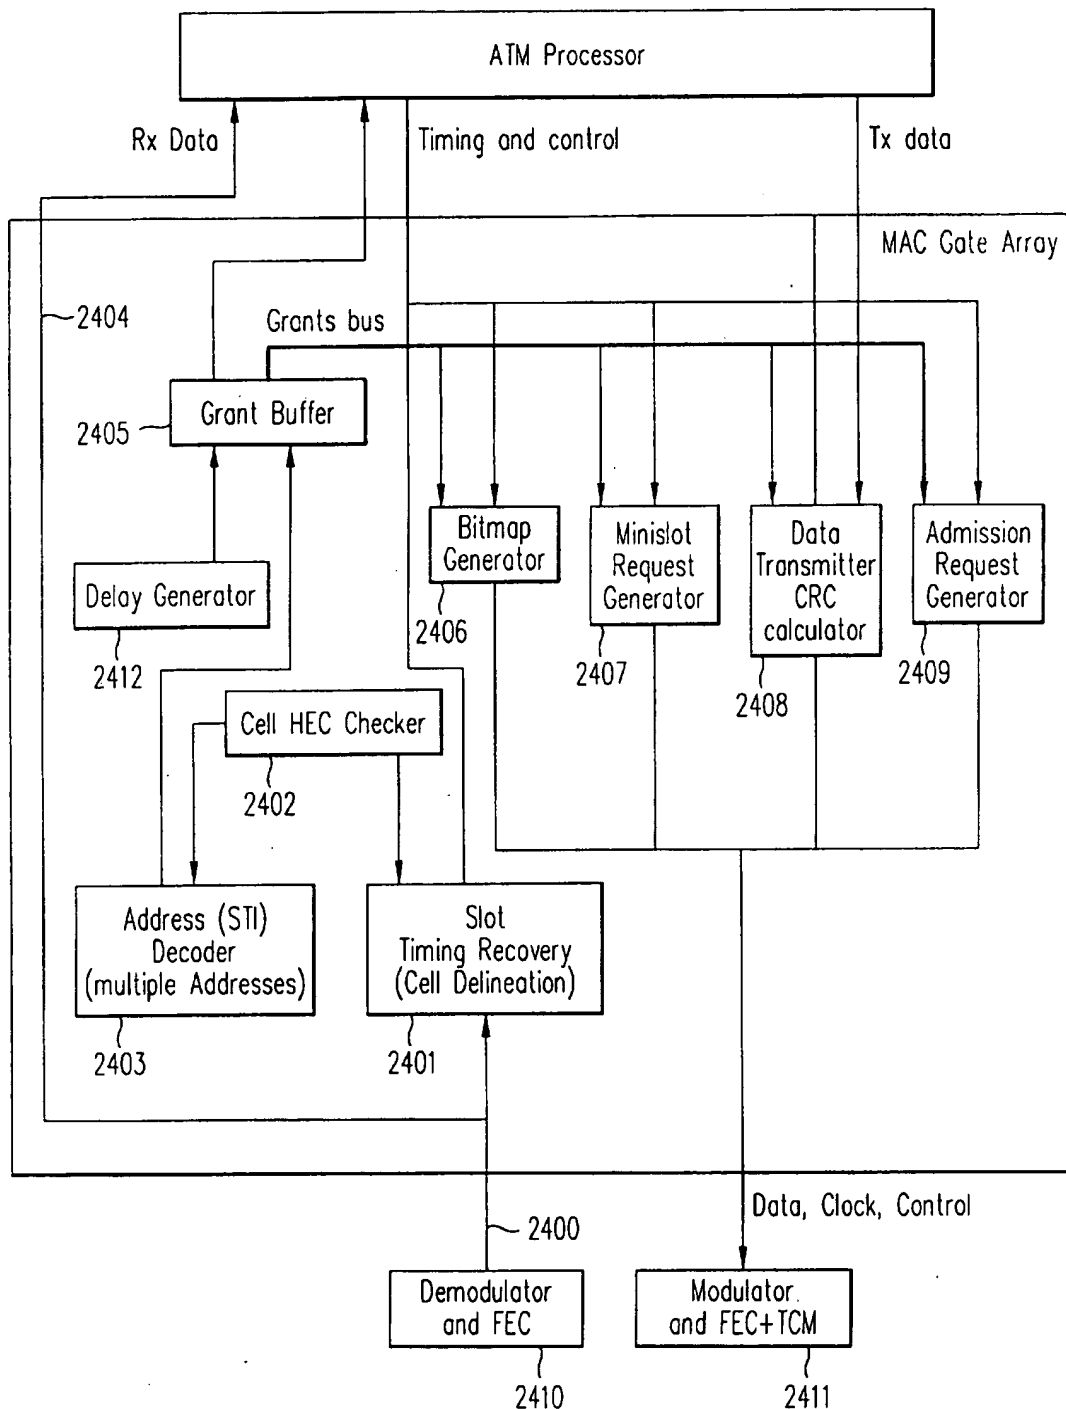 ATM Processor
Rx Data
Timing and control
Tx data
MAC Gate Array
2404
Grants bus
Grant Buffer
2405
Bitmap
Generator
2406
Minislot
Request
Generator
2407
Data
Transmitter
CRC
calculator
2408
Admission
Request
Generator
2409
Delay Generator
2412
Cell HEC Checker
2402
Address (STI)
Decoder
(multiple Addresses)
2403
Slot
Timing Recovery
(Cell Delineation)
2401
Data, Clock, Control
2400
Demodulator
and FEC
2410
Modulator
and FEC+TCM
2411